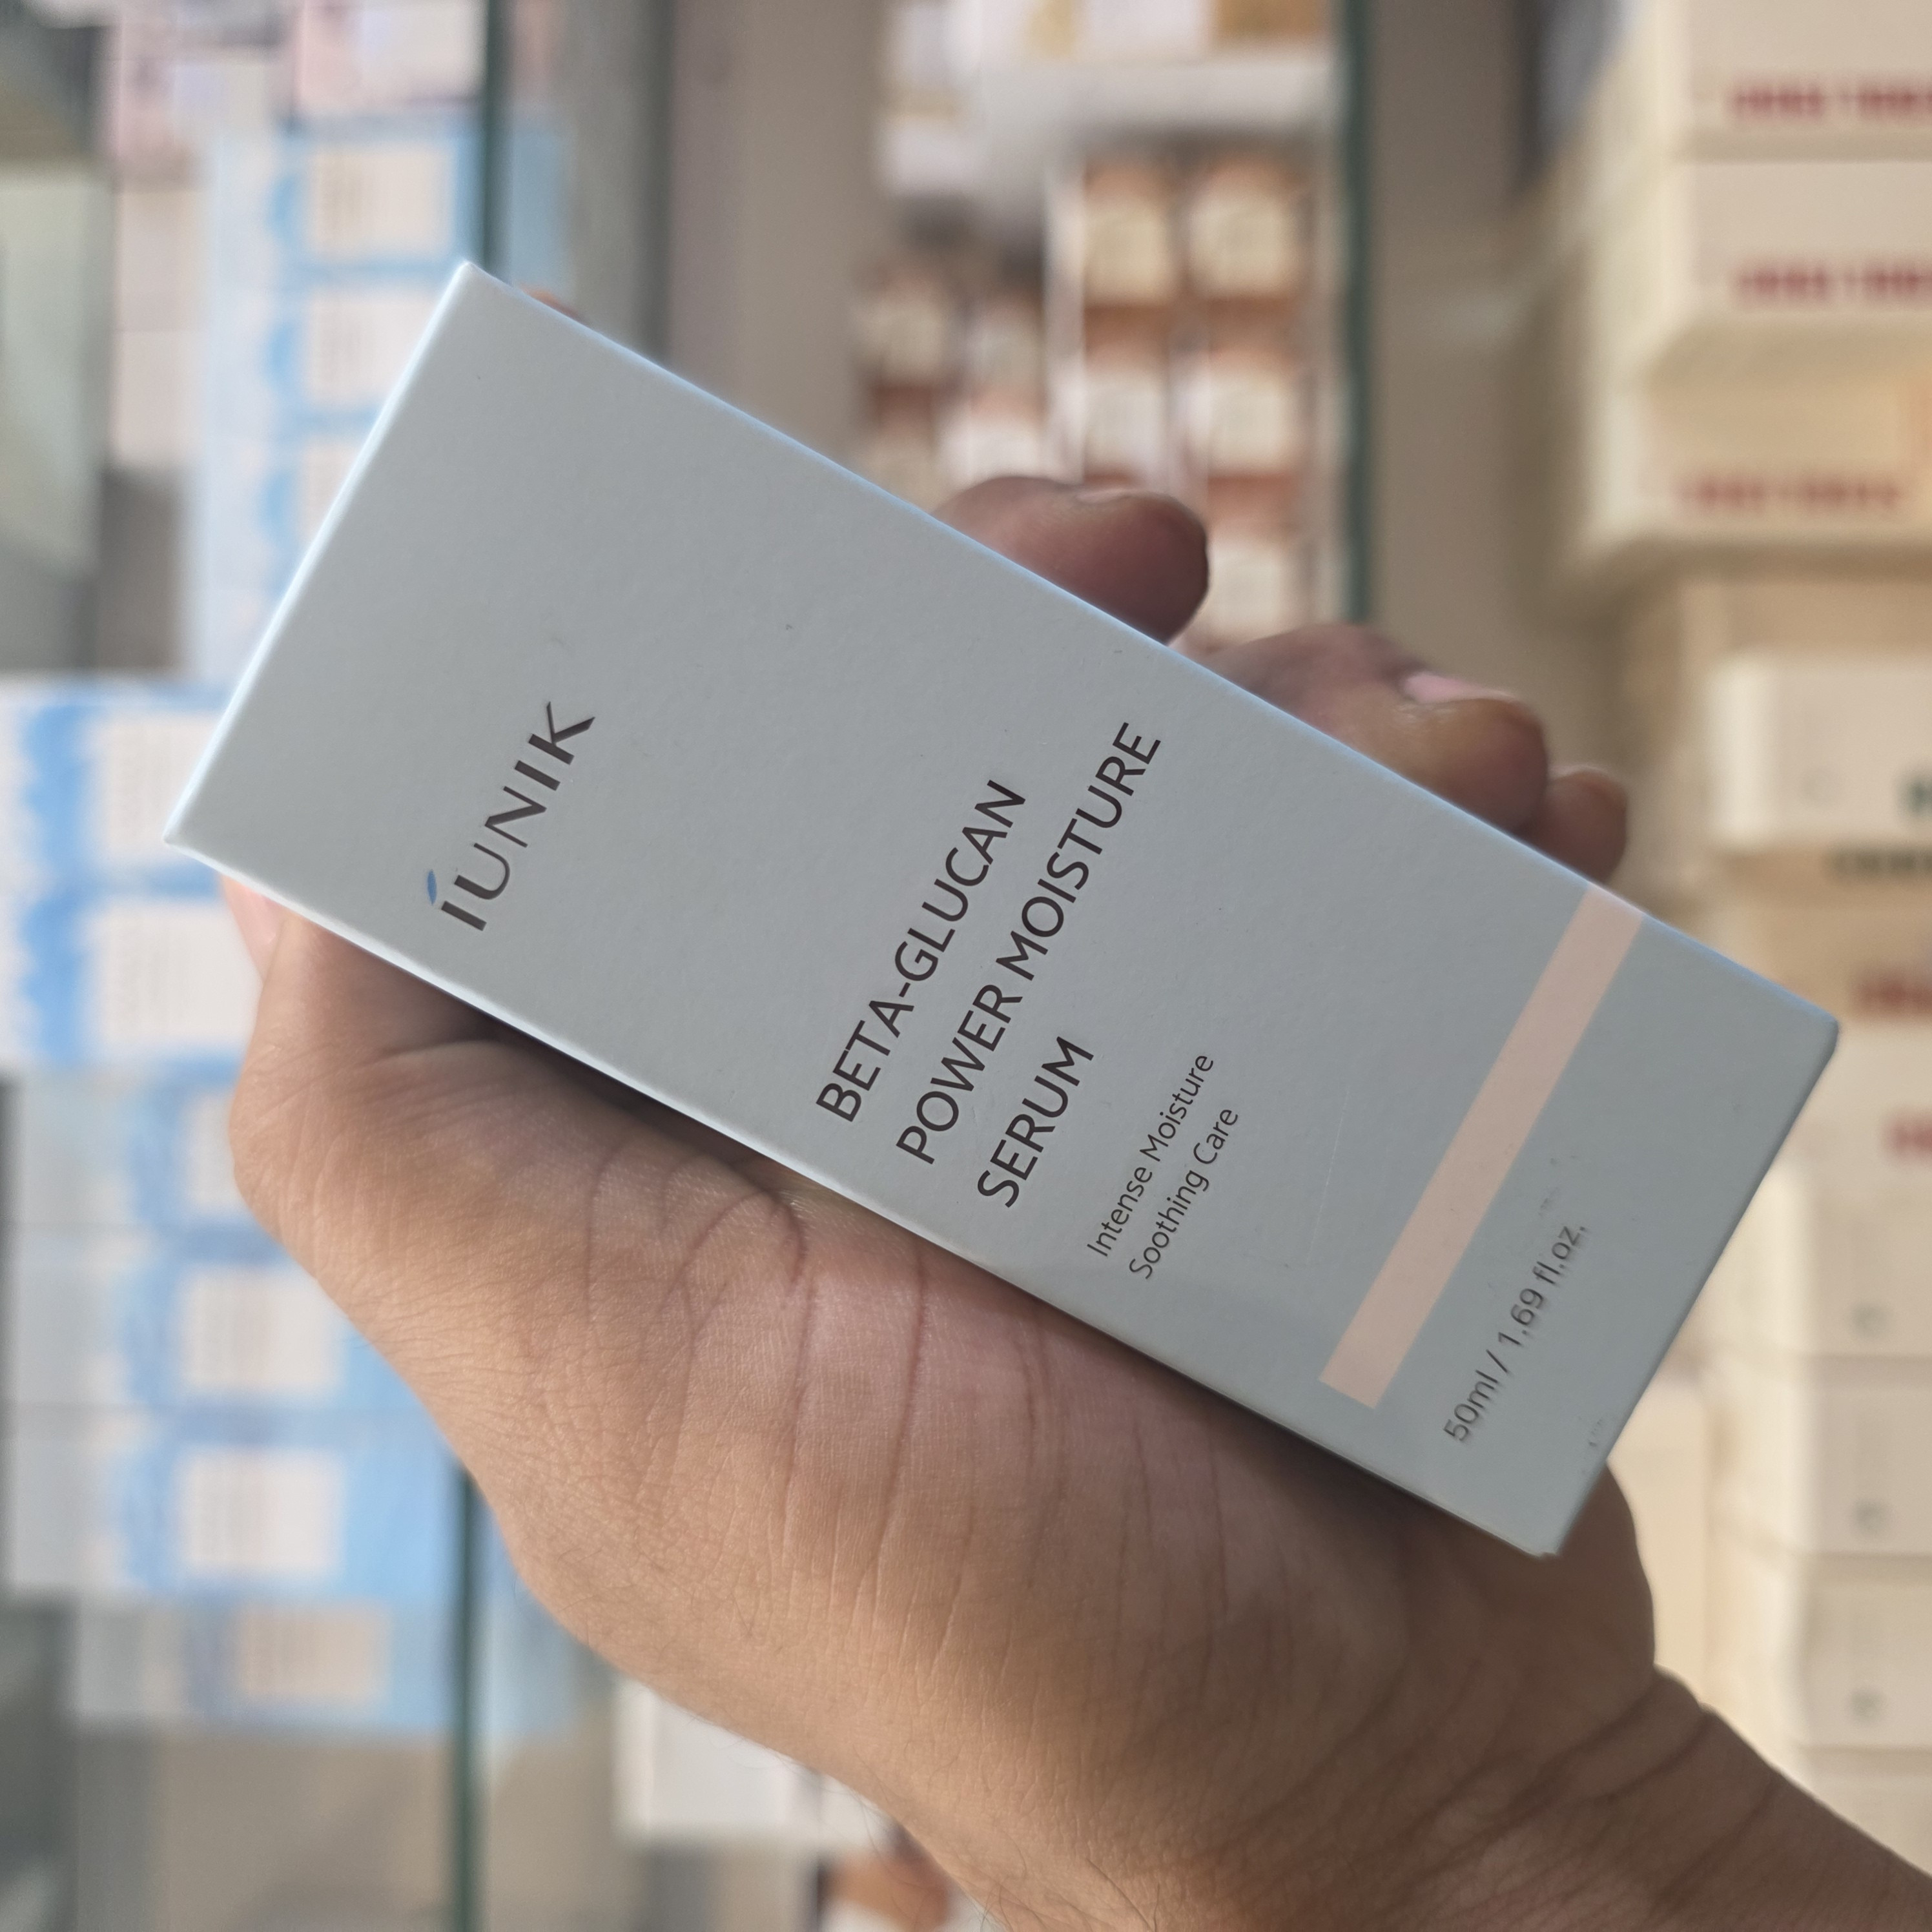 iUNIK
BETA-GLUCAN
POWER MOISTURE
SERUM
Intense Moisture
Soothing Care
50ml / 1.69 fl.oz.